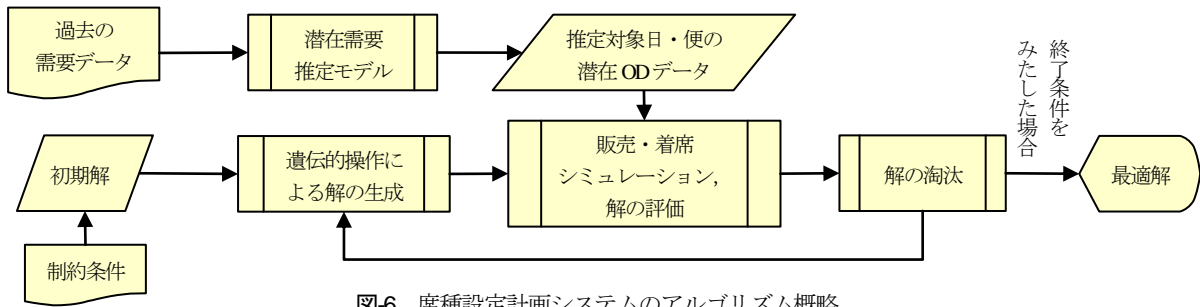 過去の
需要データ
潜在需要
推定モデル
推定対象日・便の
潜在ODデータ
終了条件を
みたした場合
初期解
遺伝的操作に
よる解の生成
販売・着席
シミュレーション,
解の評価
解の淘汰
最適解
制約条件
図-6 席種設定計画システムのアルゴリズム概略